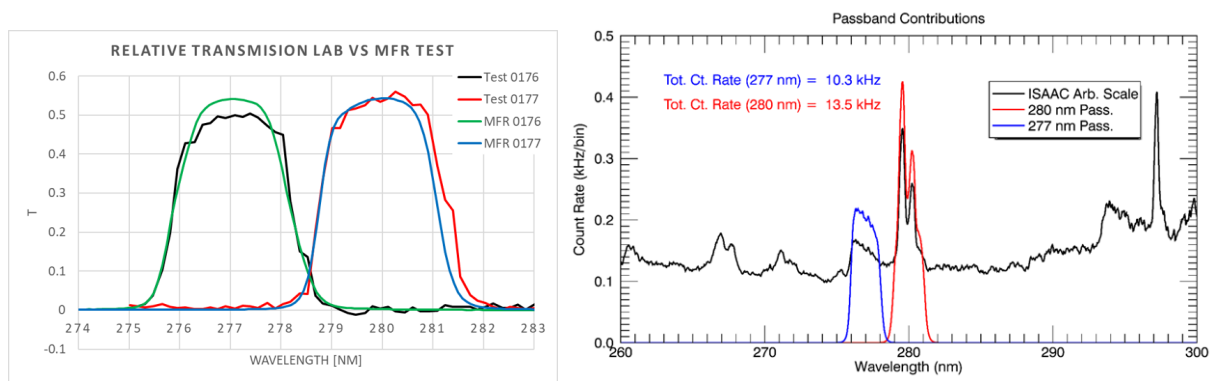 RELATIVE TRANSMISION LAB VS MFR TEST
0.6
0.5
0.4
0.3
0.2
0.1
0
-0.1
T
274 275 276 277 278 279 280 281 282 283
WAVELENGTH [NM]
Test 0176
Test 0177
MFR 0176
MFR 0177
Passband Contributions
0.5
0.4
0.3
0.2
0.1
0.0
Count Rate (kHz/bin)
Tot. Ct. Rate (277 nm) = 10.3 kHz
Tot. Ct. Rate (280 nm) = 13.5 kHz
ISAAC Arb. Scale
280 nm Pass.
277 nm Pass.
260 270 280 290 300
Wavelength (nm)